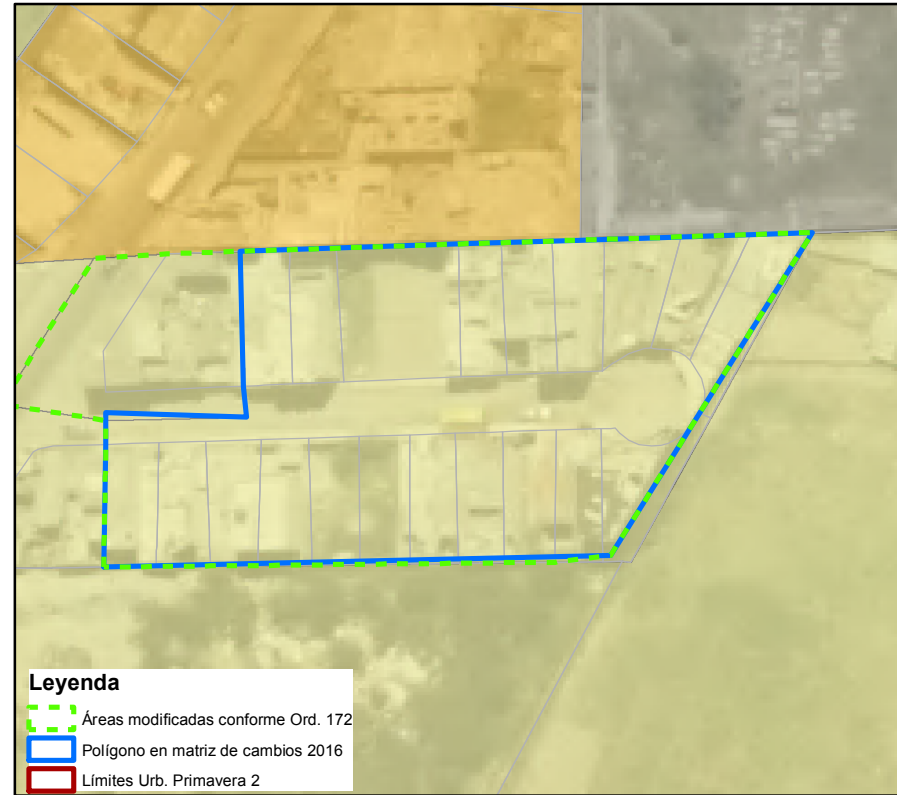 Leyenda
Áreas modificadas conforme Ord. 172
Polígono en matriz de cambios 2016
Límites Urb. Primavera 2